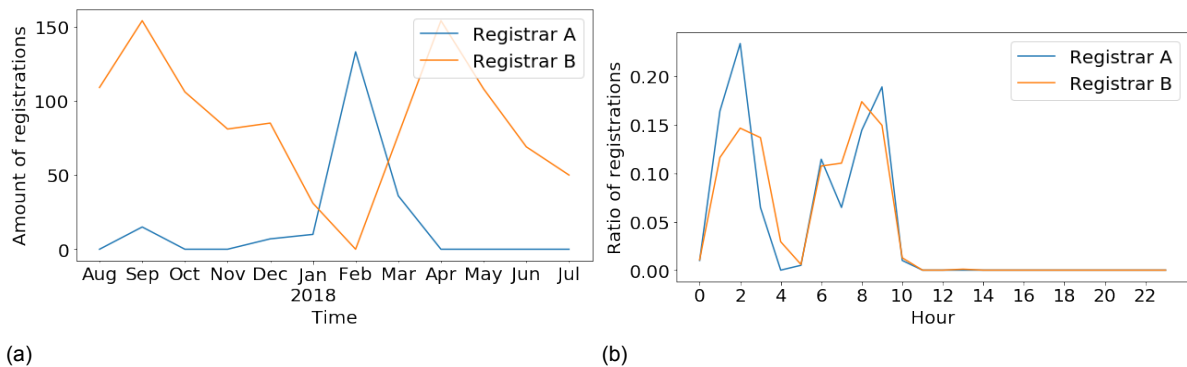 Amount of registrations
150
100
50
0
Registrar A
Registrar B
Aug Sep Oct Nov Dec Jan Feb Mar Apr May Jun Jul
2018
Time
(a)
Ratio of registrations
0.20
0.15
0.10
0.05
0.00
Registrar A
Registrar B
0 2 4 6 8 10 12 14 16 18 20 22
Hour
(b)